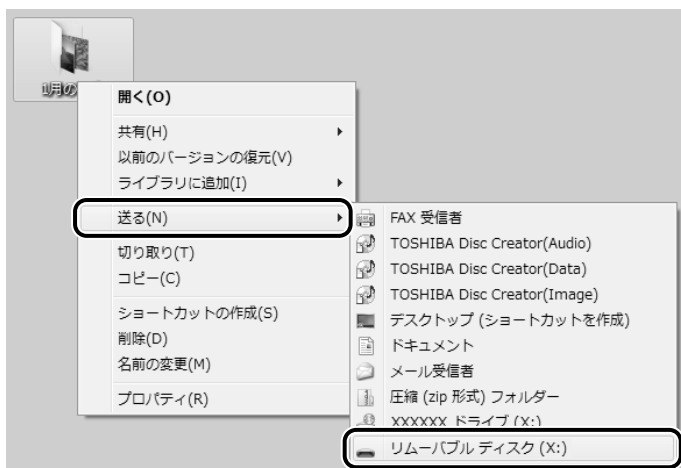 1月の
開く(O)
共有(H)
以前のバージョンの復元(V)
ライブラリに追加(I)
送る(N)
切り取り(T)
コピー(C)
ショートカットの作成(S)
削除(D)
名前の変更(M)
プロパティ(R)
FAX 受信者
TOSHIBA Disc Creator(Audio)
TOSHIBA Disc Creator(Data)
TOSHIBA Disc Creator(Image)
デスクトップ (ショートカットを作成)
ドキュメント
メール受信者
圧縮 (zip 形式) フォルダー
XXXXXX ドライブ (X:)
リムーバブル ディスク (X:)